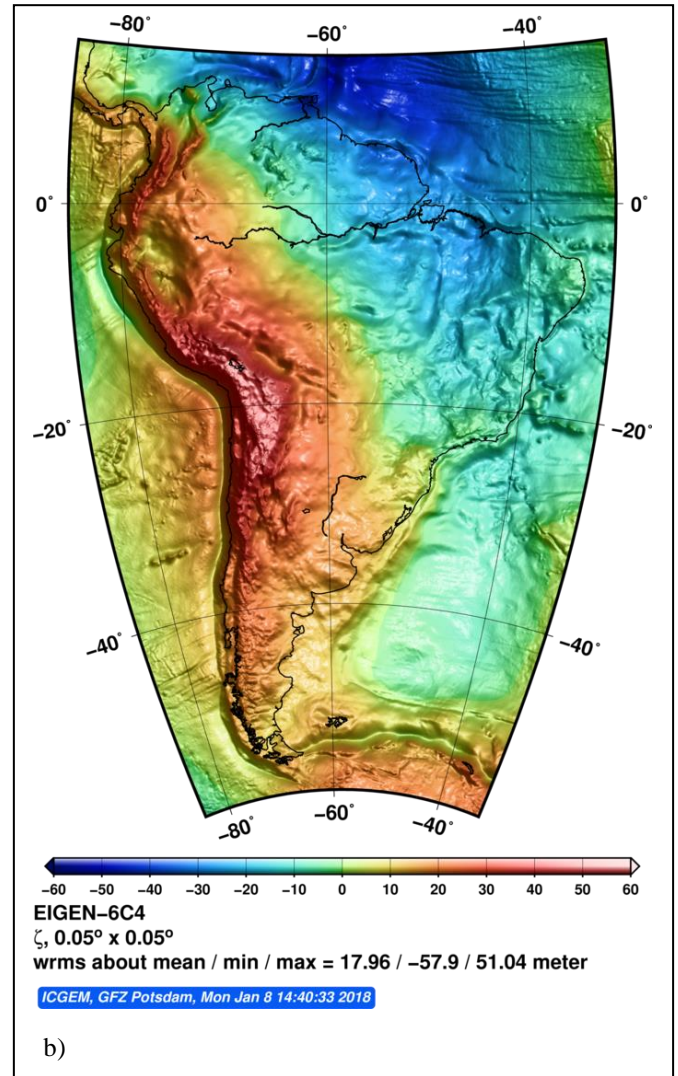 −80°
−60°
−40°
0°
0°
−20°
−20°
−40°
−40°
−80°
−60°
−40°
−60 −50 −40 −30 −20 −10 0 10 20 30 40 50 60
EIGEN−6C4
ζ, 0.05º x 0.05º
wrms about mean / min / max = 17.96 / −57.9 / 51.04 meter
ICGEM, GFZ Potsdam, Mon Jan 8 14:40:33 2018
b)